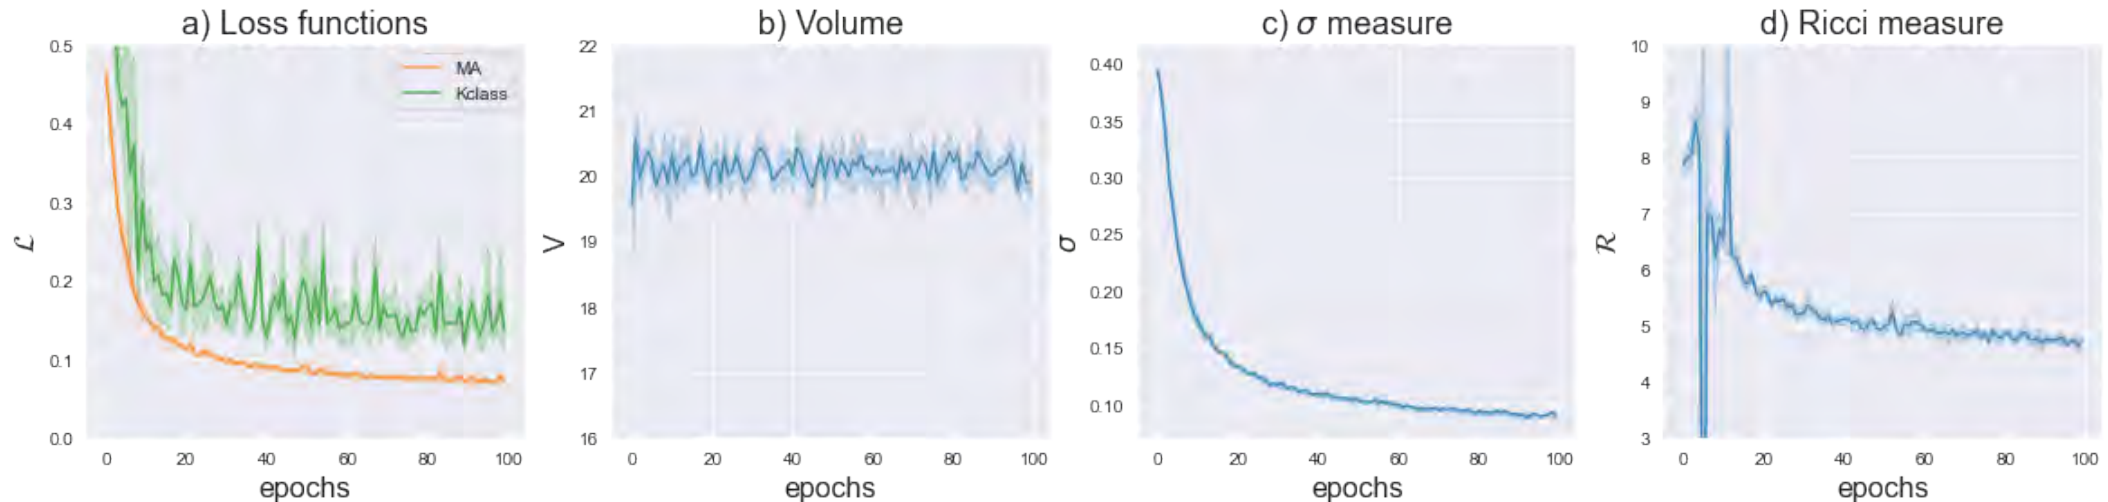 a) Loss functions
0.5
0.4
0.3
0.2
0.1
0.0
ℒ
MA
Kclass
0 20 40 60 80 100
epochs
b) Volume
22
21
20
19
18
17
16
V
0 20 40 60 80 100
epochs
c) σ measure
0.40
0.35
0.30
0.25
0.20
0.15
0.10
σ
0 20 40 60 80 100
epochs
d) Ricci measure
10
9
8
7
6
5
4
3
ℛ
0 20 40 60 80 100
epochs